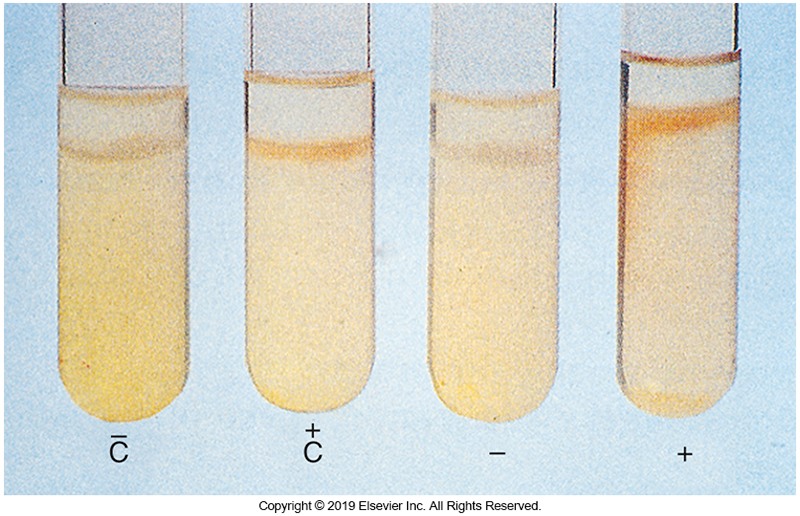 –
C
+
C
–
+
Copyright © 2019 Elsevier Inc. All Rights Reserved.